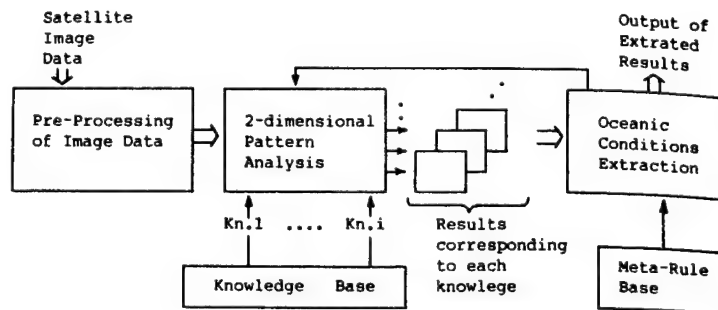 Satellite
Image
Data
Output of
Extrated
Results
Pre-Processing
of Image Data
2-dimensional
Pattern
Analysis
Oceanic
Conditions
Extraction
Kn.1 .... Kn.i
Results
corresponding
to each
knowlege
Knowledge Base
Meta-Rule
Base